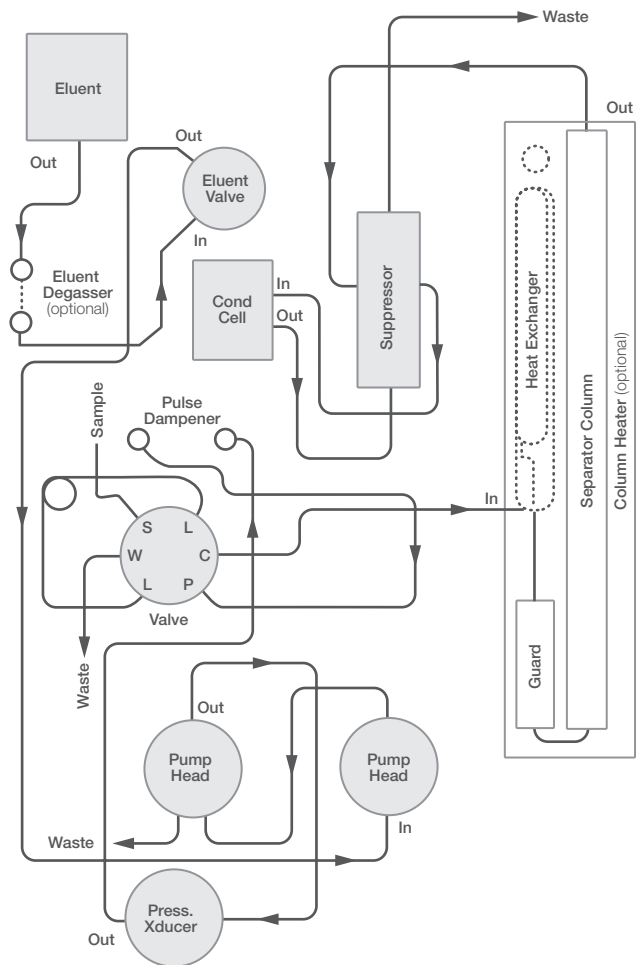 Waste
Eluent
Out
Out
Out
Eluent
Valve
In
Eluent
Degasser
(optional)
Cond
Cell
In
Out
Suppressor
Heat Exchanger
Separator Column
Column Heater (optional)
Sample
Pulse
Dampener
In
S
L
W
C
L
P
Valve
Waste
Guard
Out
Pump
Head
Pump
Head
In
Waste
Press.
Xducer
Out